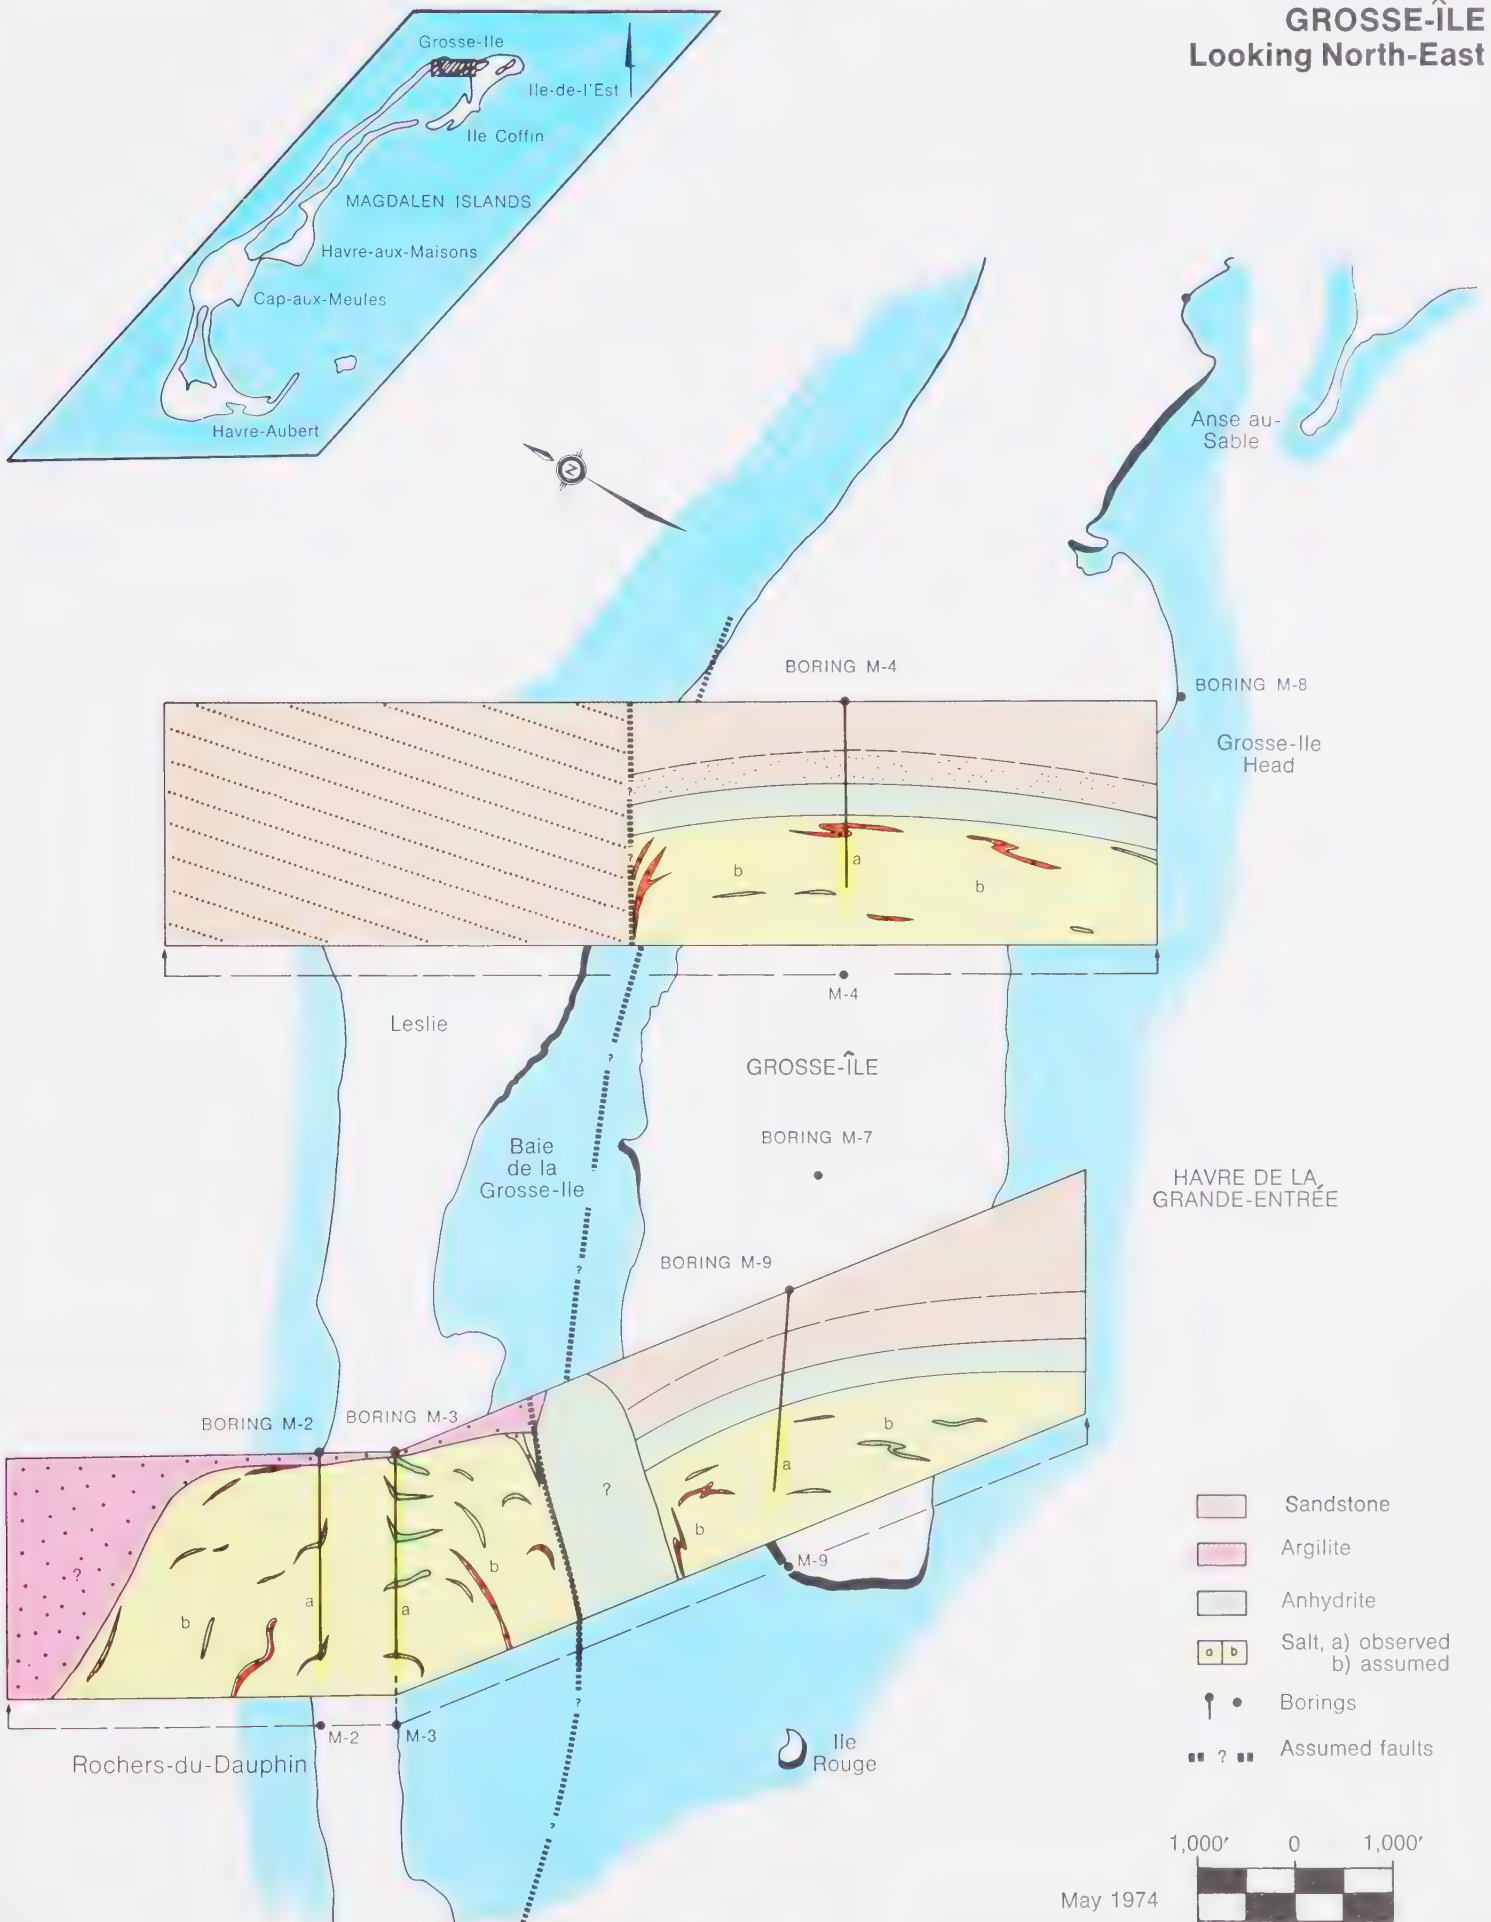 GROSSE-ÎLE
Looking North-East
Grosse-Ile
Ile-de-l'Est
Ile Coffin
MAGDALEN ISLANDS
Havre-aux-Maisons
Cap-aux-Meules
Havre-Aubert
N
Anse au-
Sable
BORING M-4
BORING M-8
Grosse-Ile
Head
?
?
a
b
b
M-4
Leslie
GROSSE-ÎLE
?
BORING M-7
Baie
de la
Grosse-Ile
HAVRE DE LA
GRANDE-ENTRÉE
BORING M-9
?
BORING M-2
BORING M-3
b
a
?
b
?
b
a
a
b
M-9
M-2
M-3
?
Rochers-du-Dauphin
Ile
Rouge
?
Sandstone
Argilite
Anhydrite
a b Salt, a) observed
b) assumed
Borings
? Assumed faults
1,000' 0 1,000'
May 1974